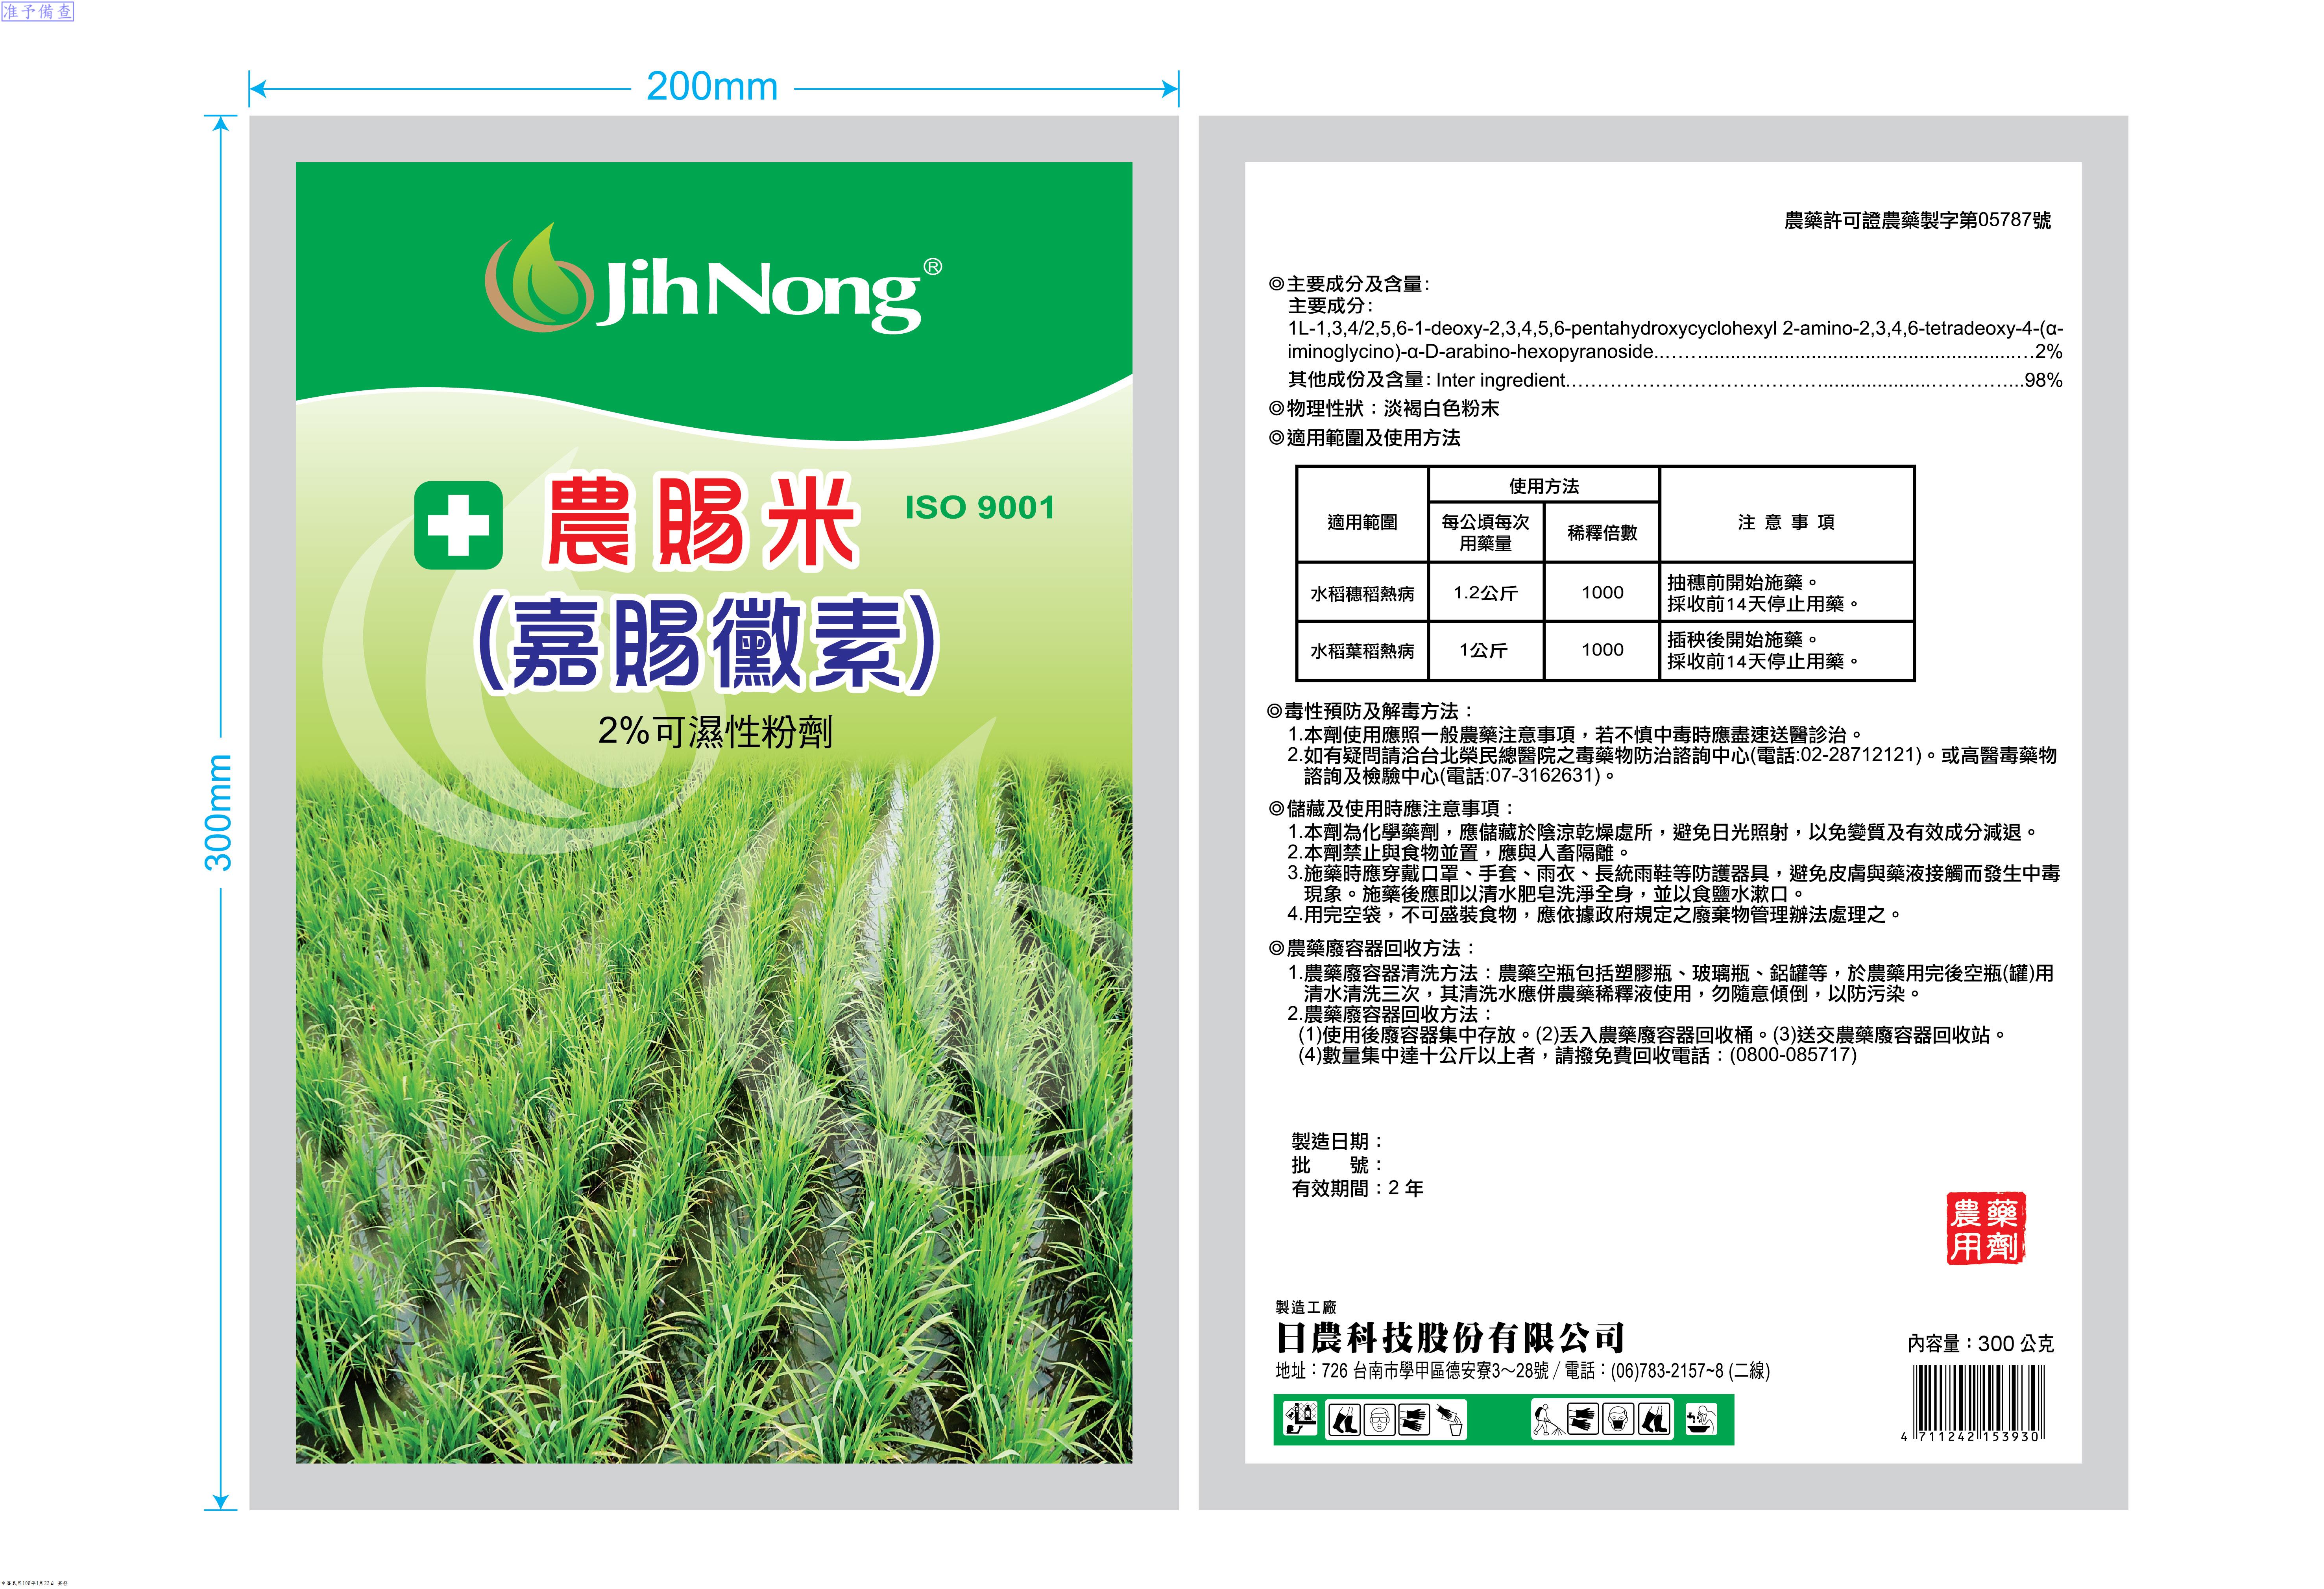 准予備查
200mm
300mm
JihNong®
農賜米
ISO 9001
(嘉賜黴素)
2%可濕性粉劑
農藥許可證農藥製字第05787號
◎主要成分及含量:
主要成分:
1L-1,3,4/2,5,6-1-deoxy-2,3,4,5,6-pentahydroxycyclohexyl 2-amino-2,3,4,6-tetradeoxy-4-(α-
iminoglycino)-α-D-arabino-hexopyranoside..........................................................................2%
其他成份及含量: Inter ingredient..........................................................................98%
◎物理性狀：淡褐白色粉末
◎適用範圍及使用方法
適用範圍
使用方法
每公頃每次
用藥量
稀釋倍數
注 意 事 項
水稻穗稻熱病
1.2公斤
1000
抽穗前開始施藥。
採收前14天停止用藥。
水稻葉稻熱病
1公斤
1000
插秧後開始施藥。
採收前14天停止用藥。
◎毒性預防及解毒方法：
1.本劑使用應照一般農藥注意事項，若不慎中毒時應盡速送醫診治。
2.如有疑問請洽台北榮民總醫院之毒藥物防治諮詢中心(電話:02-28712121)。或高醫毒藥物
諮詢及檢驗中心(電話:07-3162631)。
◎儲藏及使用時應注意事項：
1.本劑為化學藥劑，應儲藏於陰涼乾燥處所，避免日光照射，以免變質及有效成分減退。
2.本劑禁止與食物並置，應與人畜隔離。
3.施藥時應穿戴口罩、手套、雨衣、長統雨鞋等防護器具，避免皮膚與藥液接觸而發生中毒
現象。施藥後應即以清水肥皂洗淨全身，並以食鹽水漱口。
4.用完空袋，不可盛裝食物，應依據政府規定之廢棄物管理辦法處理之。
◎農藥廢容器回收方法：
1.農藥廢容器清洗方法：農藥空瓶包括塑膠瓶、玻璃瓶、鋁罐等，於農藥用完後空瓶(罐)用
清水清洗三次，其清洗水應併農藥稀釋液使用，勿隨意傾倒，以防污染。
2.農藥廢容器回收方法：
(1)使用後廢容器集中存放。(2)丟入農藥廢容器回收桶。(3)送交農藥廢容器回收站。
(4)數量集中達十公斤以上者，請撥免費回收電話：(0800-085717)
製造日期：
批　　號：
有效期間：2 年
農藥
用劑
製造工廠
日農科技股份有限公司
地址：726 台南市學甲區德安寮3～28號 / 電話：(06)783-2157~8 (二線)
內容量：300 公克
4 711242 153930
中華民國108年1月22日